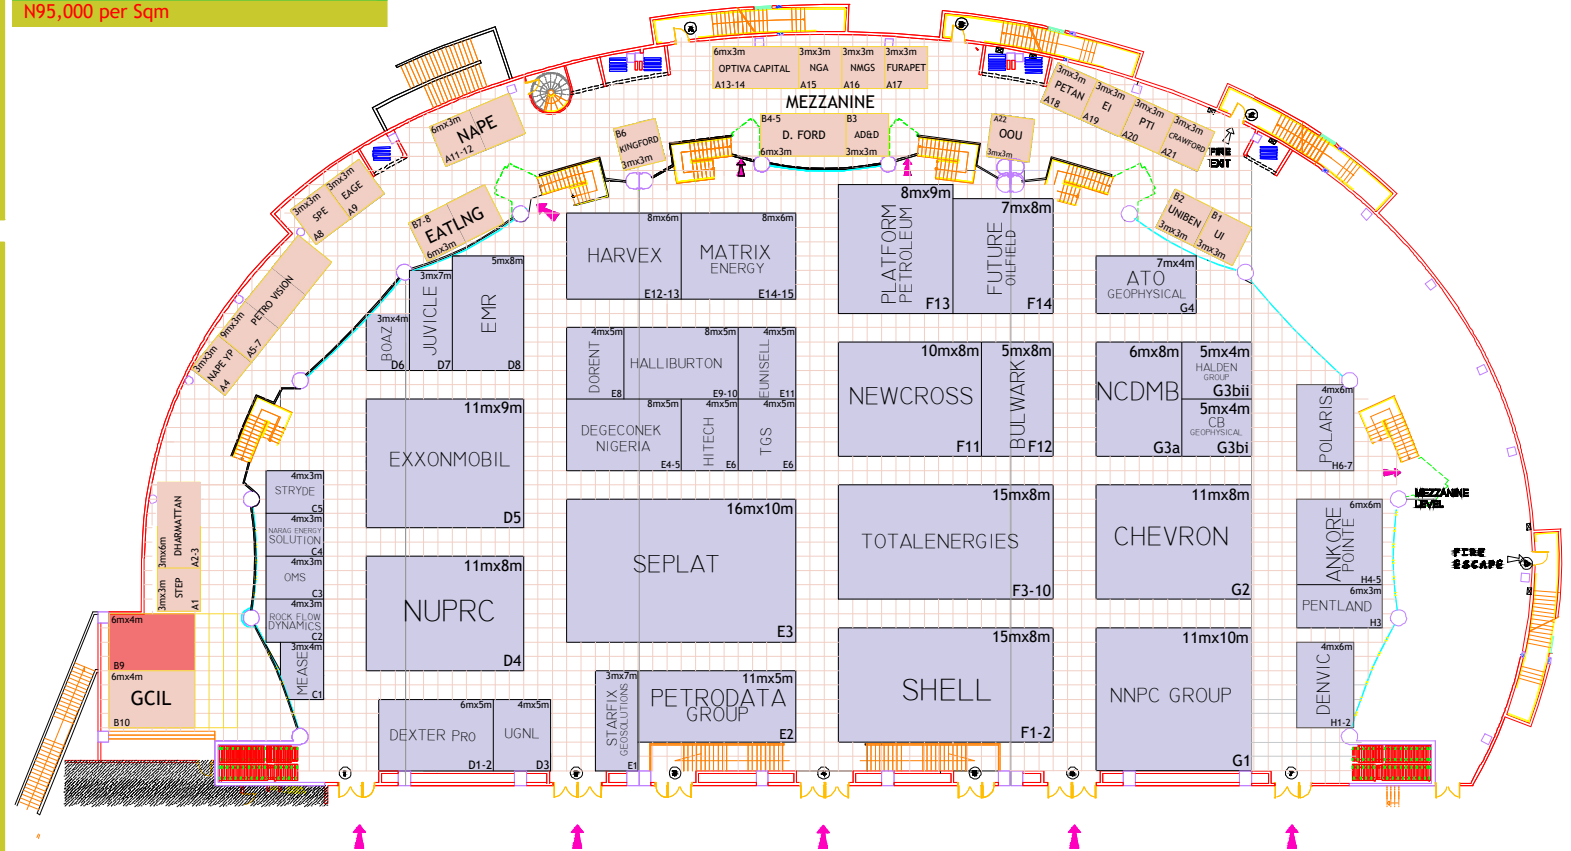 N95,000 per Sqm
6mx3m
OPTIVA CAPITAL
A13-14
3mx3m
NGA
A15
3mx3m
NMGS
A16
3mx3m
FURAPET
A17
MEZZANINE
B4-5
D. FORD
6mx3m
B3
AD&D
3mx3m
A22
OOU
3mx3m
B6
KINGFORD
3mx3m
6mx3m
NAPE
A11-12
3mx3m
PETAN
A18
3mx3m
EI
A19
3mx3m
PTI
A20
3mx3m
CRAWFORD
A21
FIRE
EXIT
3mx3m
SPE
A8
3mx3m
EAGE
A9
B7-8
EATLNG
6mx3m
B2
UNIBEN
3mx3m
B1
UI
3mx3m
9mx3m
PETRO VISION
A5-7
3mx3m
NAPE YP
A4
3mx6m
DHARMATTAN
A2-3
3mx3m
STEP
A1
6mx4m
B9
6mx4m
GCIL
B10
4mx3m
STRYDE
C5
4mx3m
NARAG ENERGY
SOLUTION
C4
4mx3m
OMS
C3
4mx3m
ROCK FLOW
DYNAMICS
C2
3mx4m
MEASE
C1
3mx4m
BOAZ
D6
3mx7m
JUVICLE
D7
5mx8m
EMR
D8
11mx9m
EXXONMOBIL
D5
11mx8m
NUPRC
D4
6mx5m
DEXTER PRO
D1-2
4mx5m
UGNL
D3
8mx6m
HARVEX
E12-13
8mx6m
MATRIX
ENERGY
E14-15
4mx5m
DORENT
E8
8mx5m
HALLIBURTON
E9-10
4mx5m
EUNISELL
E11
8mx5m
DEGECONEK
NIGERIA
E4-5
4mx5m
HITECH
E6
4mx5m
TGS
E6
16mx10m
SEPLAT
E3
3mx7m
STARFIX
GEOSOLUTIONS
E1
11mx5m
PETRODATA
GROUP
E2
8mx9m
PLATFORM
PETROLEUM
F13
7mx8m
FUTURE
OILFIELD
F14
10mx8m
NEWCROSS
F11
5mx8m
BULWARK
F12
15mx8m
TOTALENERGIES
F3-10
15mx8m
SHELL
F1-2
7mx4m
ATO
GEOPHYSICAL
G4
6mx8m
NCDMB
G3a
5mx4m
HALDEN
GROUP
G3bii
5mx4m
CB
GEOPHYSICAL
G3bi
11mx8m
CHEVRON
G2
11mx10m
NNPC GROUP
G1
4mx6m
POLARIS
H6-7
6mx6m
ANKORE
POINTE
H4-5
6mx3m
PENTLAND
H3
4mx6m
DENVIC
H1-2
MEZZANINE
LEVEL
FIRE
ESCAPE